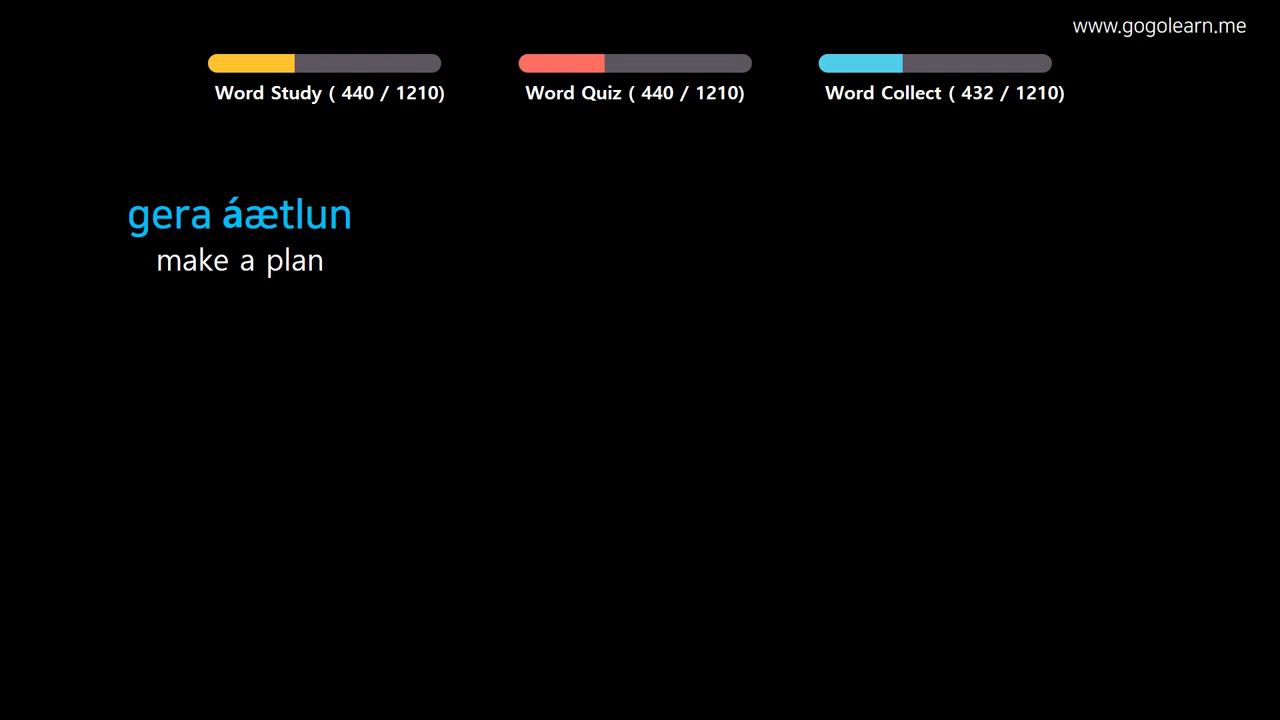 www.gogolearn.me
Word Study ( 440 / 1210)
Word Quiz ( 440 / 1210)
Word Collect ( 432 / 1210)
gera áætlun
make a plan